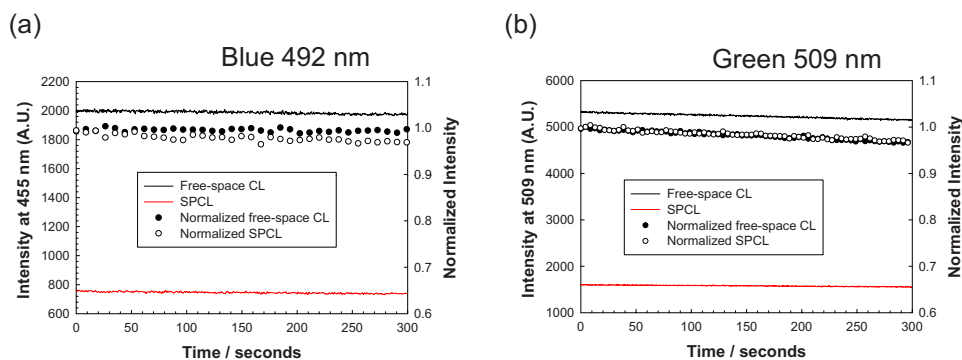 (a)
Blue 492 nm
2200
2000
1800
1600
1400
1200
1000
800
600
Intensity at 455 nm (A.U.)
1.1
1.0
0.9
0.8
0.7
0.6
Normalized Intensity
Free-space CL
SPCL
Normalized free-space CL
Normalized SPCL
0 50 100 150 200 250 300
Time / seconds
(b)
Green 509 nm
6000
5000
4000
3000
2000
1000
Intensity at 509 nm (A.U.)
1.1
1.0
0.9
0.8
0.7
0.6
Normalized Intensity
Free-space CL
SPCL
Normalized free-space CL
Normalized SPCL
0 50 100 150 200 250 300
Time / seconds